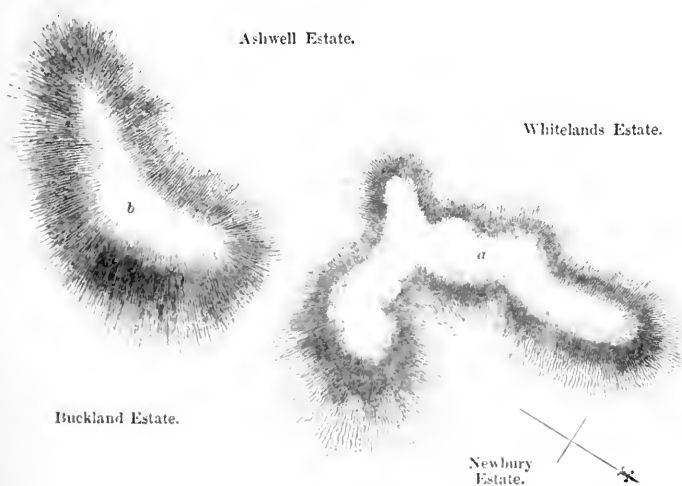 Ashwell Estate.
Whitelands Estate.
b
a
Buckland Estate.
Newbury
Estate.